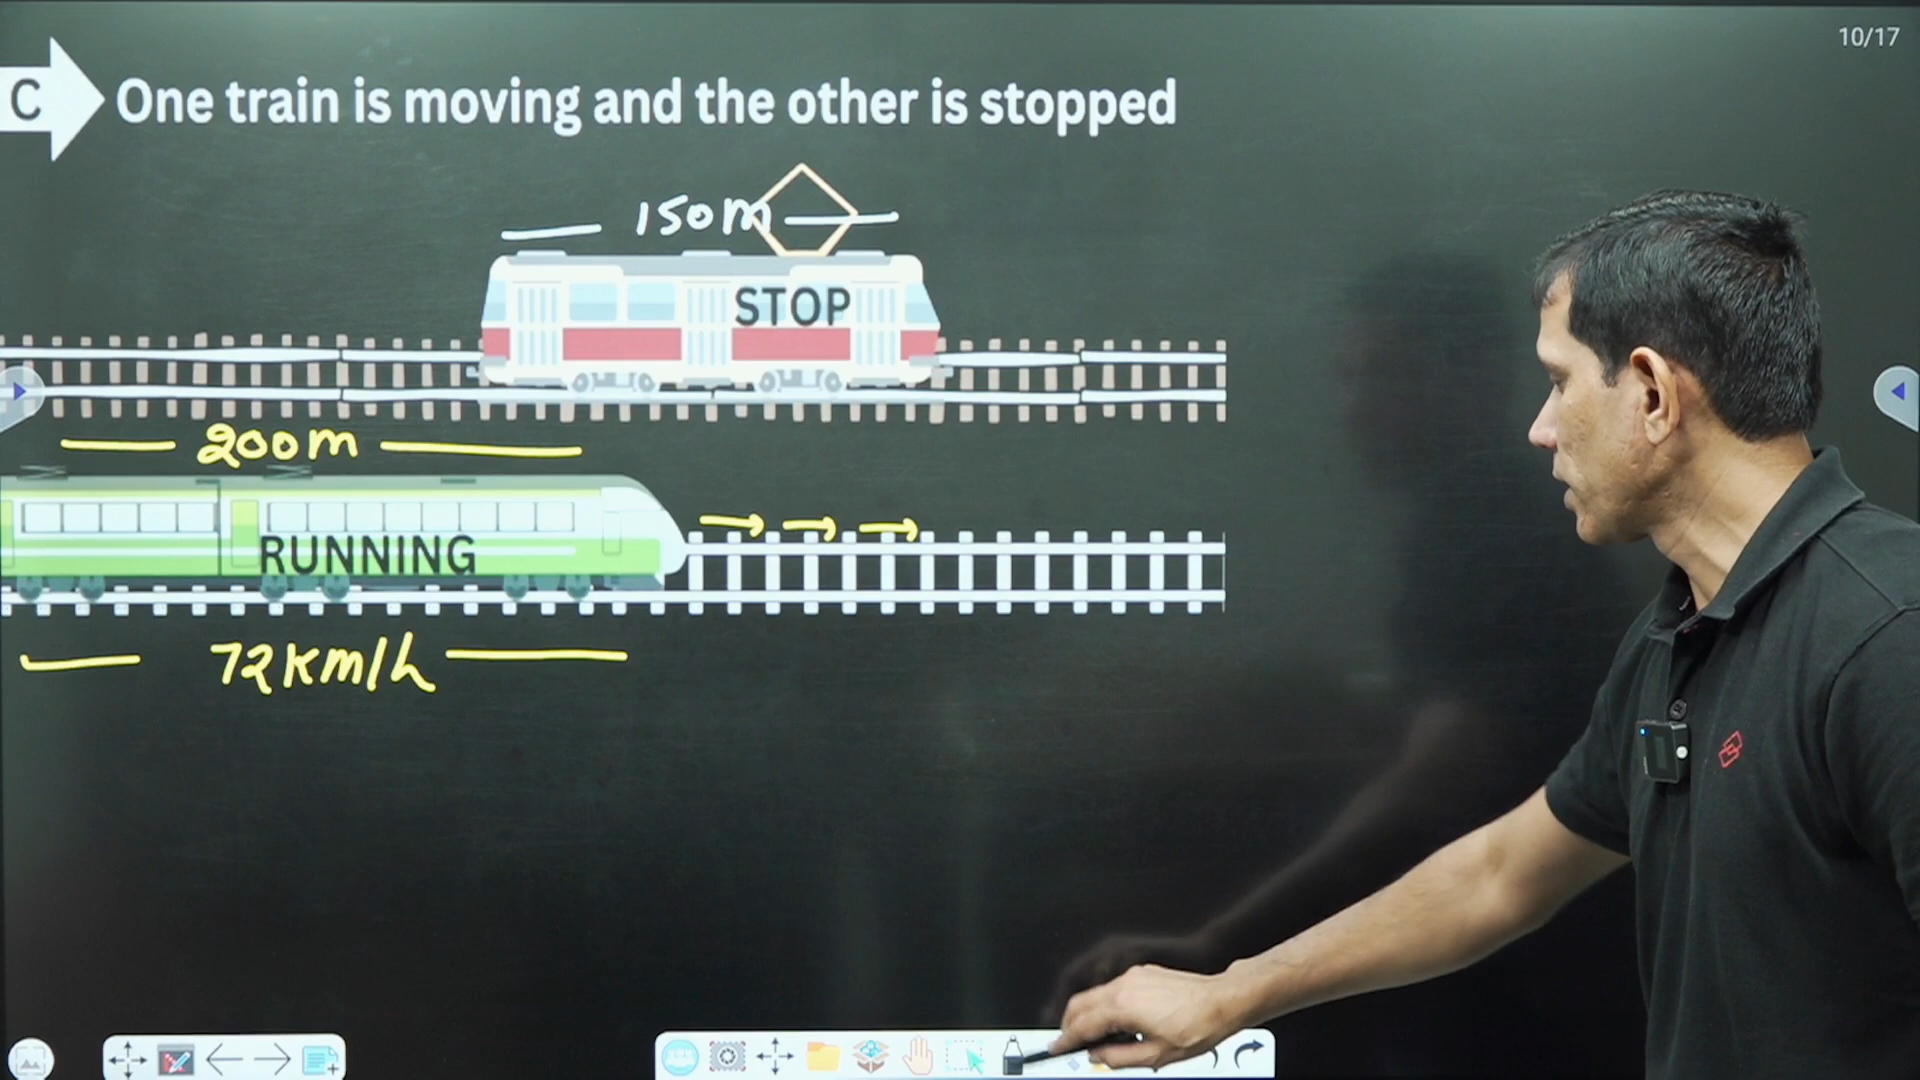 10/17
C One train is moving and the other is stopped
150m
STOP
200m
RUNNING
72km/h